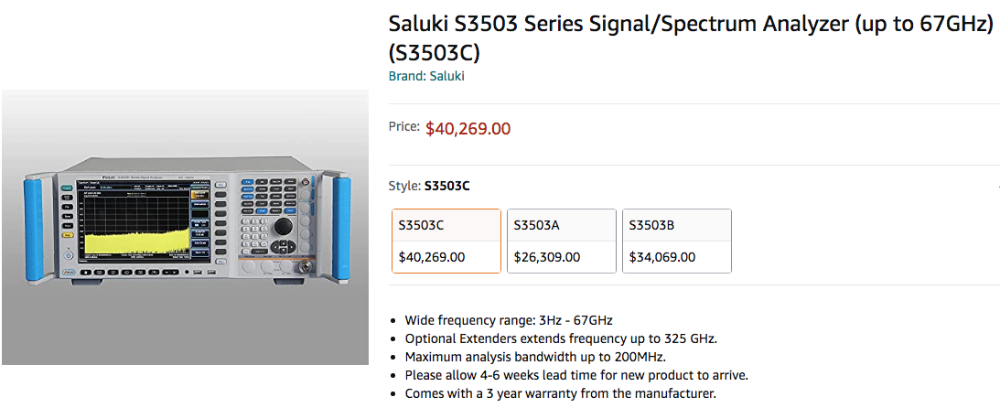 Saluki S3503 Series Signal/Spectrum Analyzer (up to 67GHz)
(S3503C)
Brand: Saluki
Price: $40,269.00
Style: S3503C
S3503C
S3503A
S3503B
$40,269.00
$26,309.00
$34,069.00
• Wide frequency range: 3Hz - 67GHz
• Optional Extenders extends frequency up to 325 GHz.
• Maximum analysis bandwidth up to 200MHz.
• Please allow 4-6 weeks lead time for new product to arrive.
• Comes with a 3 year warranty from the manufacturer.